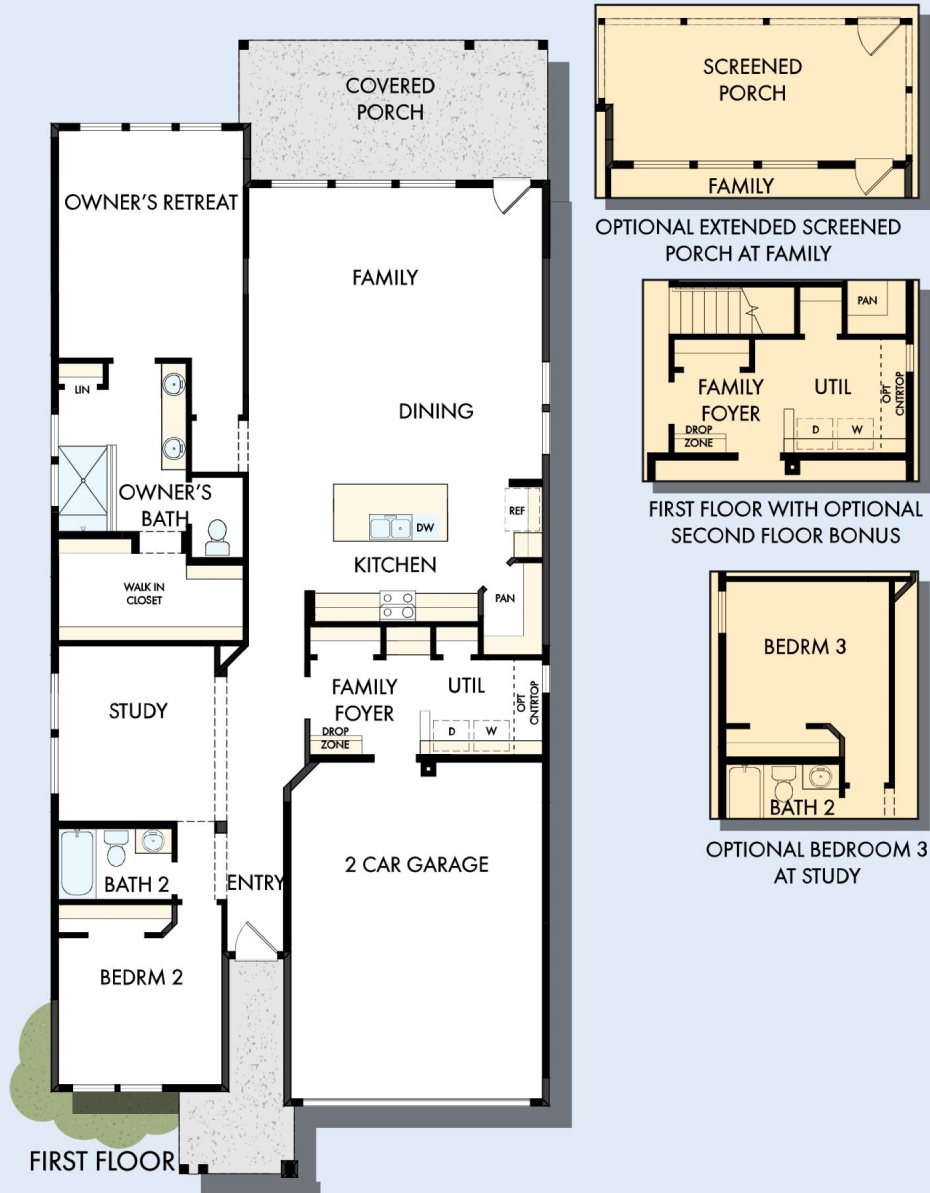 COVERED
PORCH
OWNER'S RETREAT
FAMILY
DINING
LIN
OWNER'S
BATH
REF
DW
KITCHEN
WALK IN
CLOSET
PAN
STUDY
FAMILY
FOYER
UTIL
OPT
CNTRTOP
DROP
ZONE
D
W
BATH 2
ENTRY
2 CAR GARAGE
BEDRM 2
FIRST FLOOR
SCREENED
PORCH
FAMILY
OPTIONAL EXTENDED SCREENED
PORCH AT FAMILY
PAN
FAMILY
FOYER
UTIL
OPT
CNTRTOP
DROP
ZONE
D
W
FIRST FLOOR WITH OPTIONAL
SECOND FLOOR BONUS
BEDRM 3
BATH 2
OPTIONAL BEDROOM 3
AT STUDY